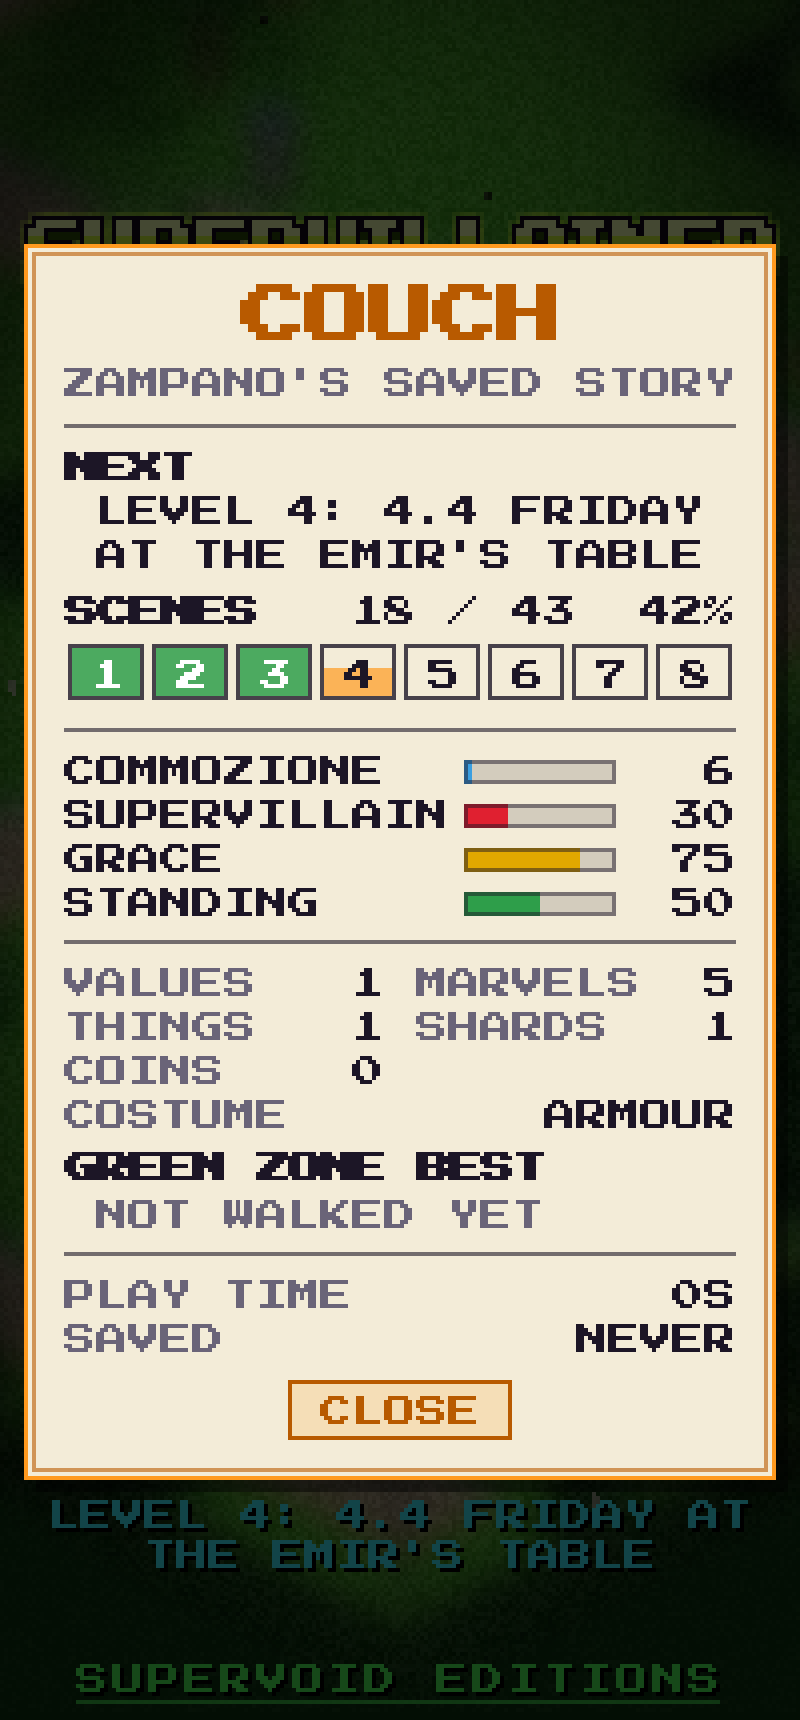 COUCH
ZAMPANO'S SAVED STORY
NEXT
LEVEL 4: 4.4 FRIDAY
AT THE EMIR'S TABLE
SCENES 18 / 43 42%
1 2 3 4 5 6 7 8
COMMOZIONE 6
SUPERVILLAIN 30
GRACE 75
STANDING 50
VALUES 1 MARVELS 5
THINGS 1 SHARDS 1
COINS 0
COSTUME ARMOUR
GREEN ZONE BEST
NOT WALKED YET
PLAY TIME 0S
SAVED NEVER
CLOSE
LEVEL 4: 4.4 FRIDAY AT
THE EMIR'S TABLE
SUPERVOID EDITIONS